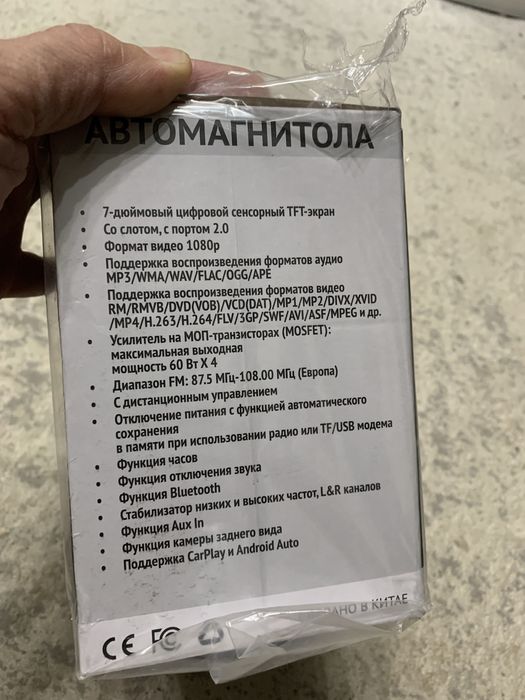 АВТОМАГНИТОЛА
• 7-дюймовый цифровой сенсорный TFT-экран
• Со слотом, с портом 2.0
• Формат видео 1080p
• Поддержка воспроизведения форматов аудио
MP3/WMA/WAV/FLAC/OGG/APE
• Поддержка воспроизведения форматов видео
RM/RMVB/DVD(VOB)/VCD(DAT)/MP1/MP2/DIVX/XVID
/MP4/H.263/H.264/FLV/3GP/SWF/AVI/ASF/MPEG и др.
• Усилитель на МОП-транзисторах (MOSFET):
максимальная выходная
мощность 60 Вт X 4
• Диапазон FM: 87.5 МГц-108.00 МГц (Европа)
• С дистанционным управлением
• Отключение питания с функцией автоматического
сохранения
в памяти при использовании радио или TF/USB модема
• Функция часов
• Функция отключения звука
• Функция Bluetooth
• Стабилизатор низких и высоких частот, L&R каналов
• Функция Aux In
• Функция камеры заднего вида
• Поддержка CarPlay и Android Auto
В КИТАЕ
CE FC